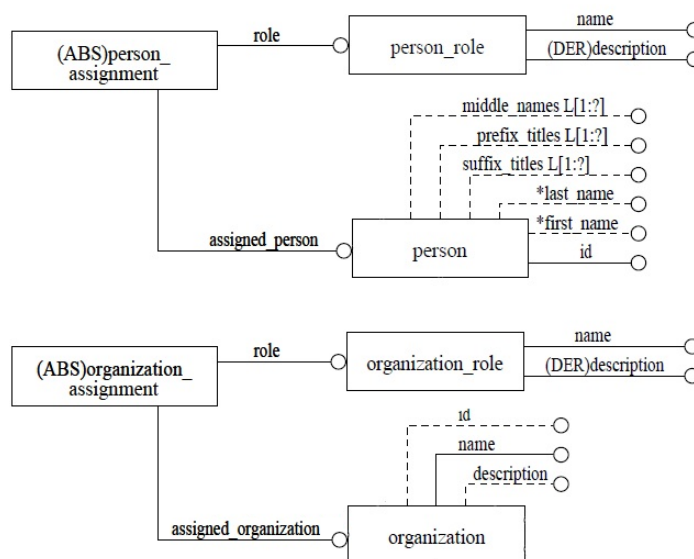 name
role
(ABS)person_
assignment
person_role
(DER)description
middle_names L[1:?]
prefix_titles L[1:?]
suffix_titles L[1:?]
*last_name
*first_name
assigned_person
person
id
name
role
(ABS)organization_
assignment
organization_role
(DER)description
id
name
description
assigned_organization
organization